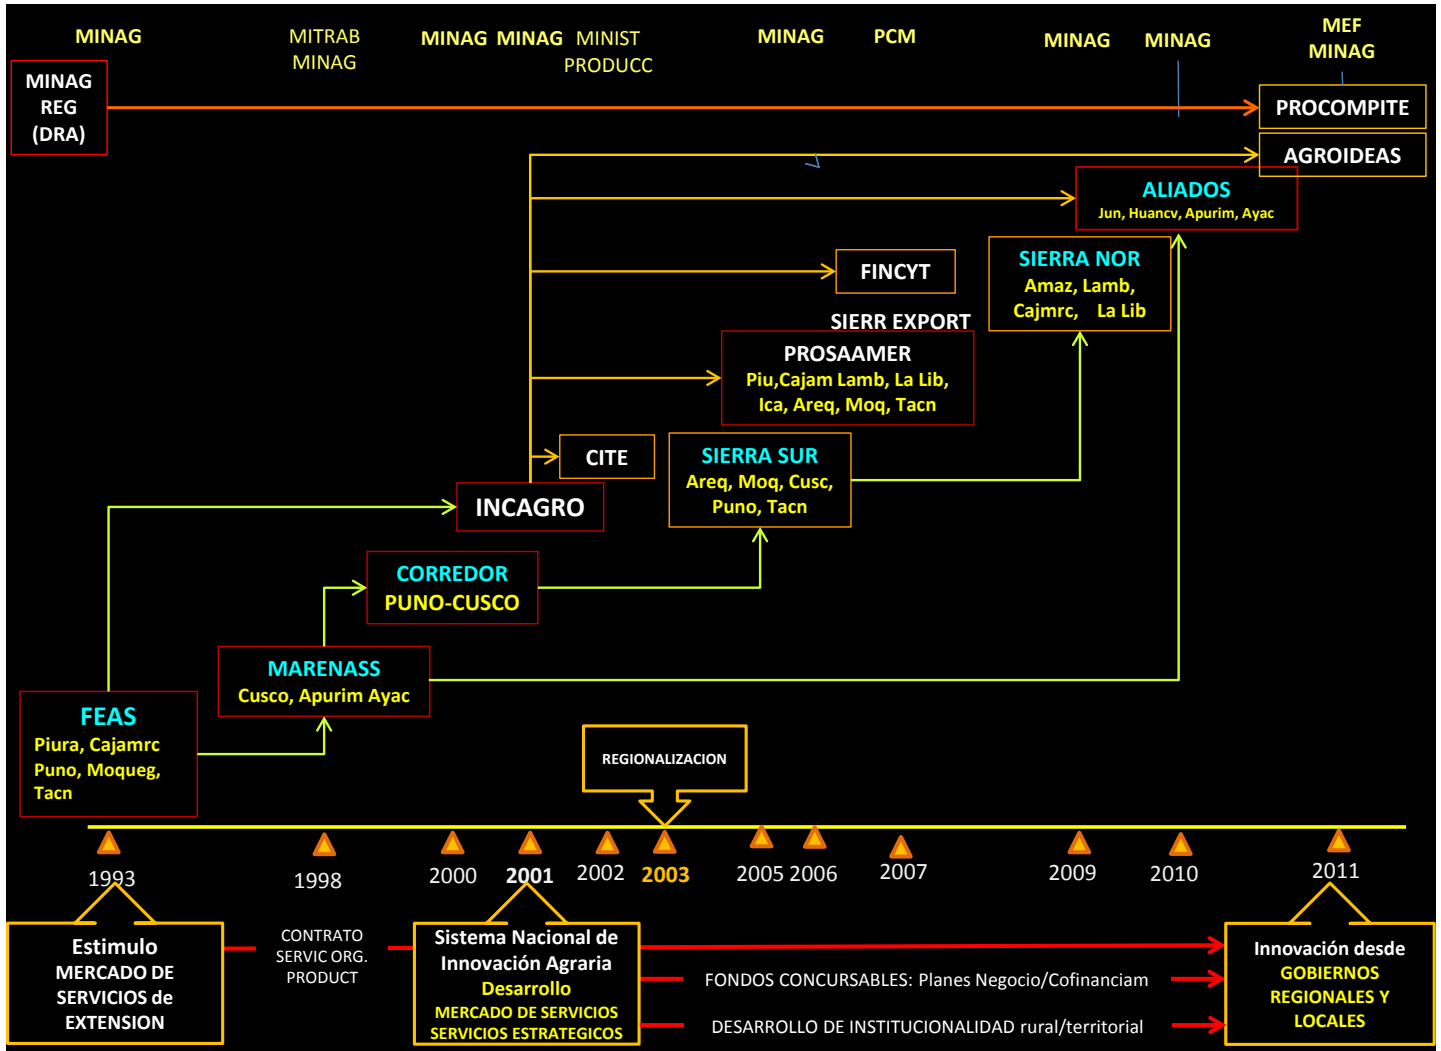 MINAG
MITRAB
MINAG
MINAG
MINAG
MINIST
PRODUCC
MINAG
PCM
MINAG
MINAG
MEF
MINAG
MINAG
REG
(DRA)
PROCOMPITE
AGROIDEAS
ALIADOS
Jun, Huancv, Apurim, Ayac
SIERRA NOR
Amaz, Lamb,
Cajmrc, La Lib
FINCYT
SIERR EXPORT
PROSAAMER
Piu,Cajam Lamb, La Lib,
Ica, Areq, Moq, Tacn
CITE
SIERRA SUR
Areq, Moq, Cusc,
Puno, Tacn
INCAGRO
CORREDOR
PUNO-CUSCO
MARENASS
Cusco, Apurim Ayac
FEAS
Piura, Cajamrc
Puno, Moqueg,
Tacn
REGIONALIZACION
1993
1998
2000
2001
2002
2003
2005
2006
2007
2009
2010
2011
Estimulo
MERCADO DE
SERVICIOS de
EXTENSION
CONTRATO
SERVIC ORG.
PRODUCT
Sistema Nacional de
Innovación Agraria
Desarrollo
MERCADO DE SERVICIOS
SERVICIOS ESTRATEGICOS
FONDOS CONCURSABLES: Planes Negocio/Cofinanciam
DESARROLLO DE INSTITUCIONALIDAD rural/territorial
Innovación desde
GOBIERNOS
REGIONALES Y
LOCALES